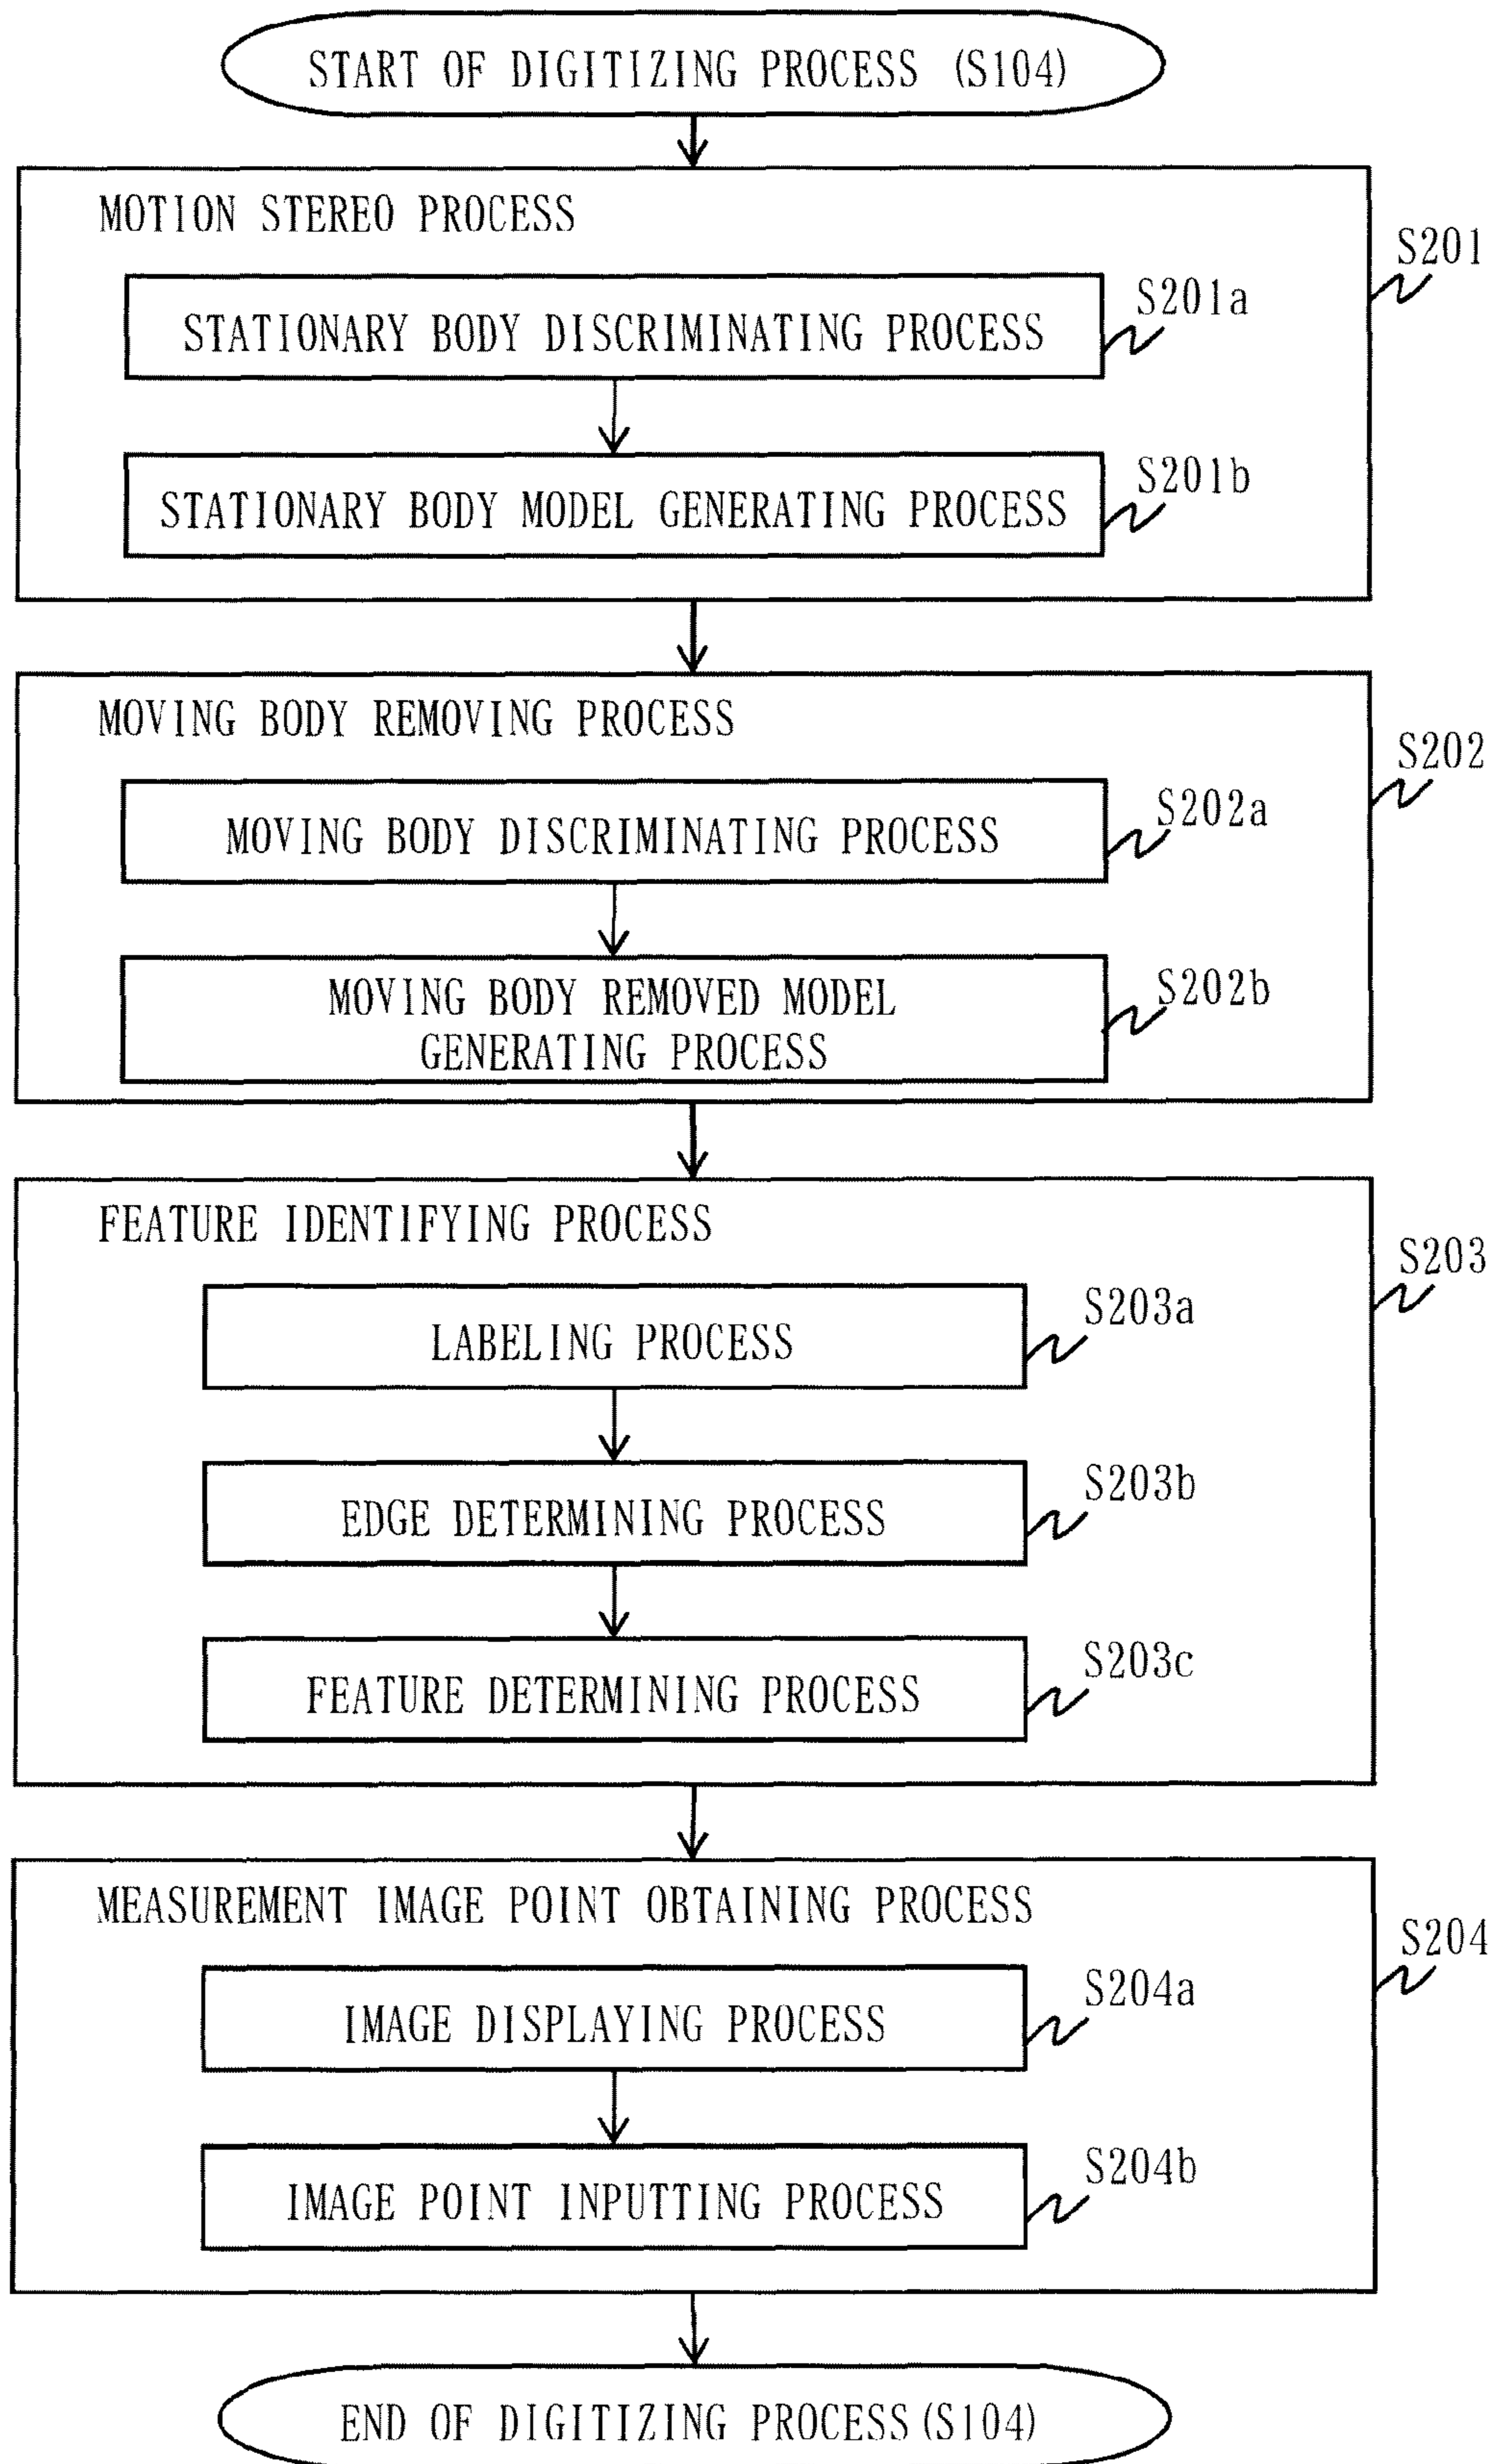 START OF DIGITIZING PROCESS (S104)
MOTION STEREO PROCESS
S201
STATIONARY BODY DISCRIMINATING PROCESS
S201a
STATIONARY BODY MODEL GENERATING PROCESS
S201b
MOVING BODY REMOVING PROCESS
S202
MOVING BODY DISCRIMINATING PROCESS
S202a
MOVING BODY REMOVED MODEL
GENERATING PROCESS
S202b
FEATURE IDENTIFYING PROCESS
S203
LABELING PROCESS
S203a
EDGE DETERMINING PROCESS
S203b
FEATURE DETERMINING PROCESS
S203c
MEASUREMENT IMAGE POINT OBTAINING PROCESS
S204
IMAGE DISPLAYING PROCESS
S204a
IMAGE POINT INPUTTING PROCESS
S204b
END OF DIGITIZING PROCESS(S104)